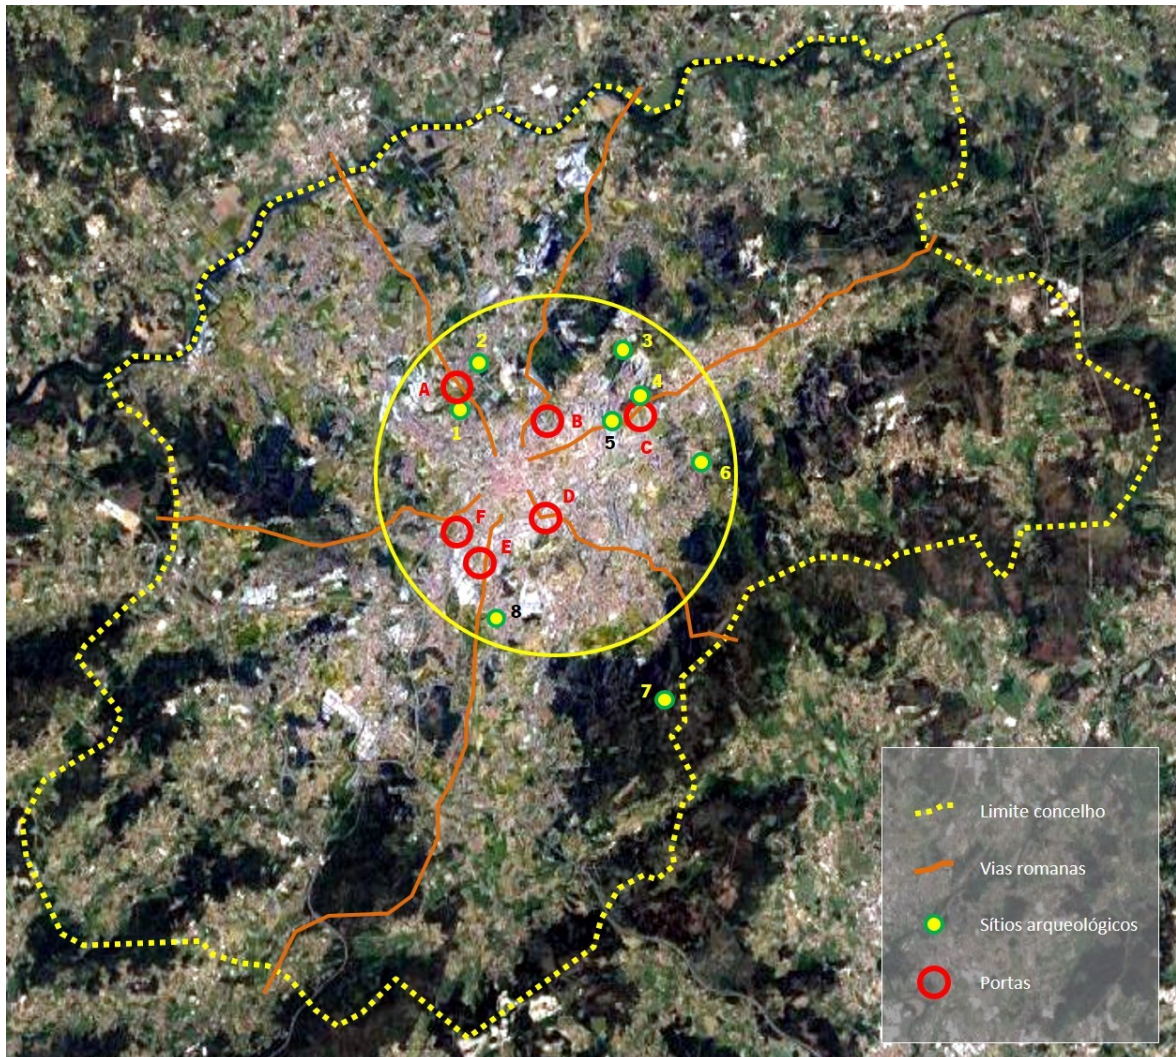 2
3
A
4
1
B
5
C
6
D
F
E
8
7
Limite concelho
Vias romanas
Sítios arqueológicos
Portas